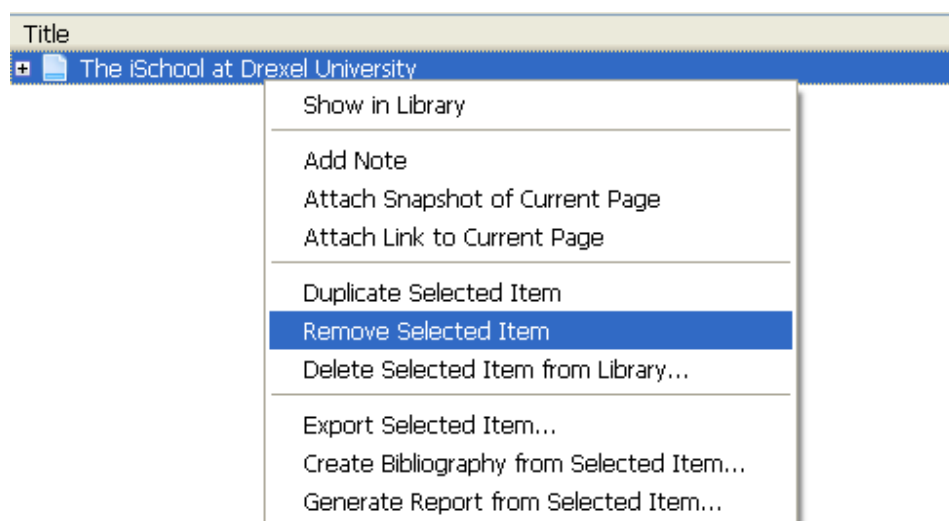 Title
The iSchool at Drexel University
Show in Library
Add Note
Attach Snapshot of Current Page
Attach Link to Current Page
Duplicate Selected Item
Remove Selected Item
Delete Selected Item from Library...
Export Selected Item...
Create Bibliography from Selected Item...
Generate Report from Selected Item...